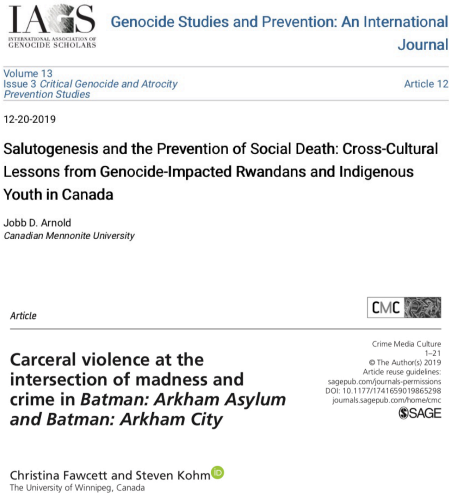 IAGS
INTERNATIONAL ASSOCIATION OF
GENOCIDE SCHOLARS
Genocide Studies and Prevention: An International
Journal
Volume 13
Issue 3 Critical Genocide and Atrocity
Prevention Studies
Article 12
12-20-2019
Salutogenesis and the Prevention of Social Death: Cross-Cultural
Lessons from Genocide-Impacted Rwandans and Indigenous
Youth in Canada
Jobb D. Arnold
Canadian Mennonite University
CMC
Article
Crime Media Culture
1–21
© The Author(s) 2019
Article reuse guidelines:
sagepub.com/journals-permissions
DOI: 10.1177/1741659019865298
journals.sagepub.com/home/cmc
SAGE
Carceral violence at the
intersection of madness and
crime in Batman: Arkham Asylum
and Batman: Arkham City
Christina Fawcett and Steven Kohm iD
The University of Winnipeg, Canada